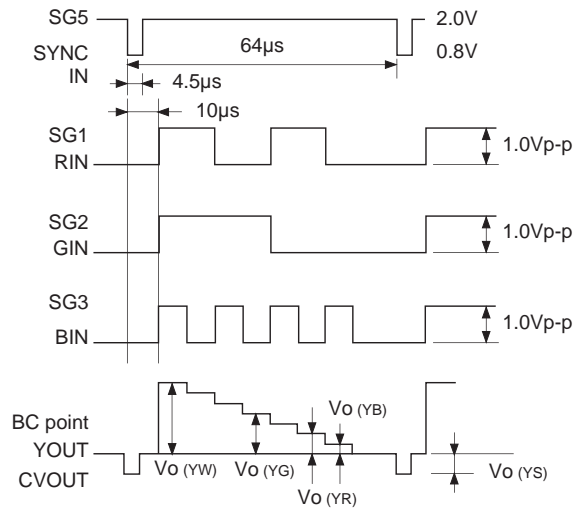 SG5
2.0V
SYNC
IN
64µs
0.8V
4.5µs
10µs
SG1
RIN
1.0Vp-p
SG2
GIN
1.0Vp-p
SG3
BIN
1.0Vp-p
BC point
YOUT
CVOUT
Vo (YW)
Vo (YG)
Vo (YR)
Vo (YB)
Vo (YS)